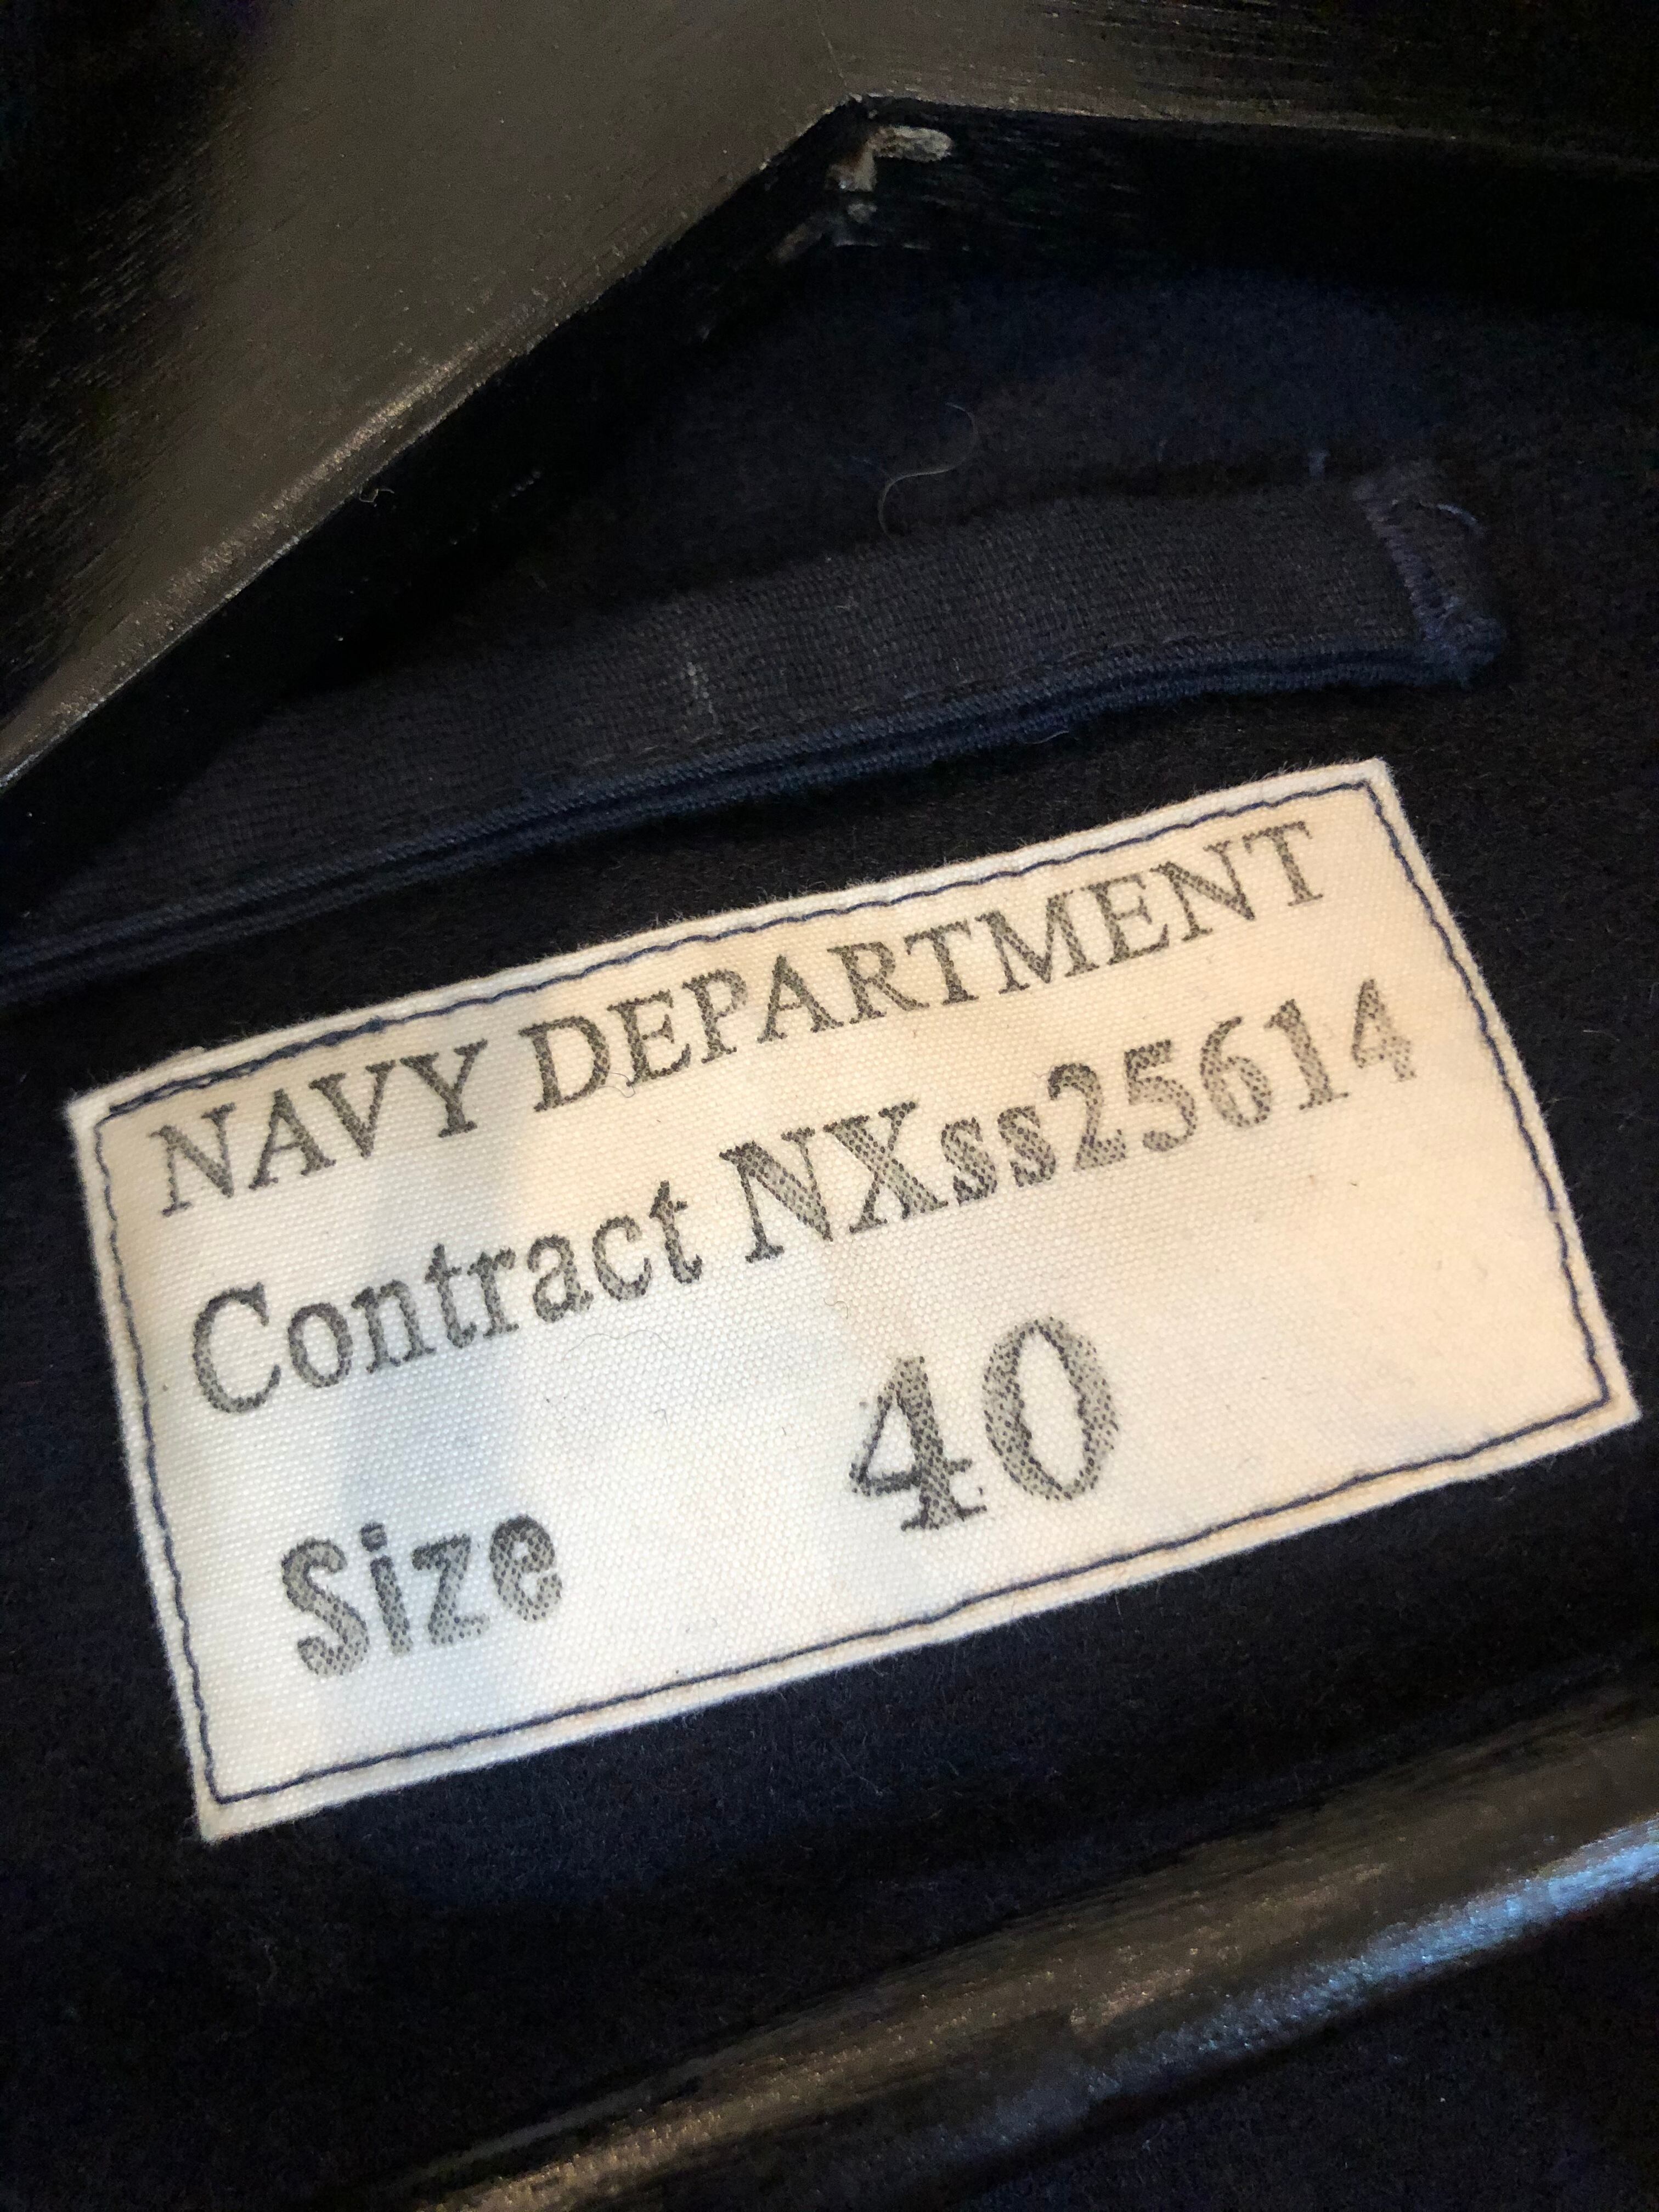 NAVY DEPARTMENT
Contract NXss25614
Size 40